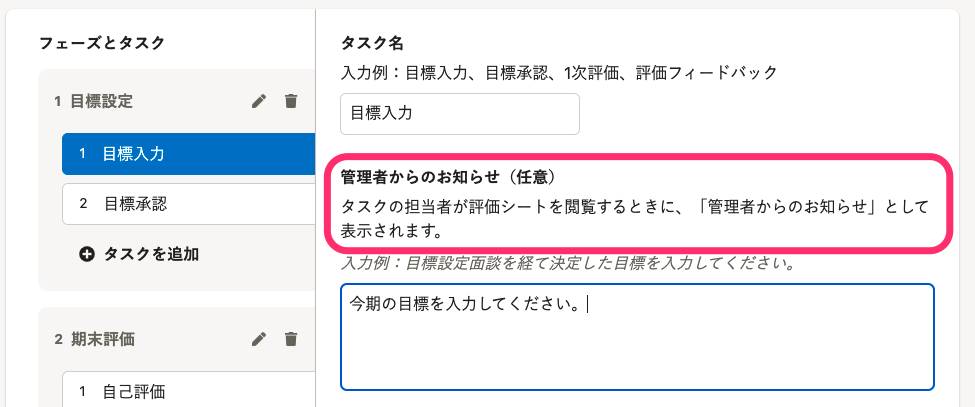 フェーズとタスク
1 目標設定
1 目標入力
2 目標承認
タスクを追加
2 期末評価
1 自己評価
タスク名
入力例：目標入力、目標承認、1次評価、評価フィードバック
目標入力
管理者からのお知らせ（任意）
タスクの担当者が評価シートを閲覧するときに、「管理者からのお知らせ」として
表示されます。
入力例：目標設定面談を経て決定した目標を入力してください。
今期の目標を入力してください。